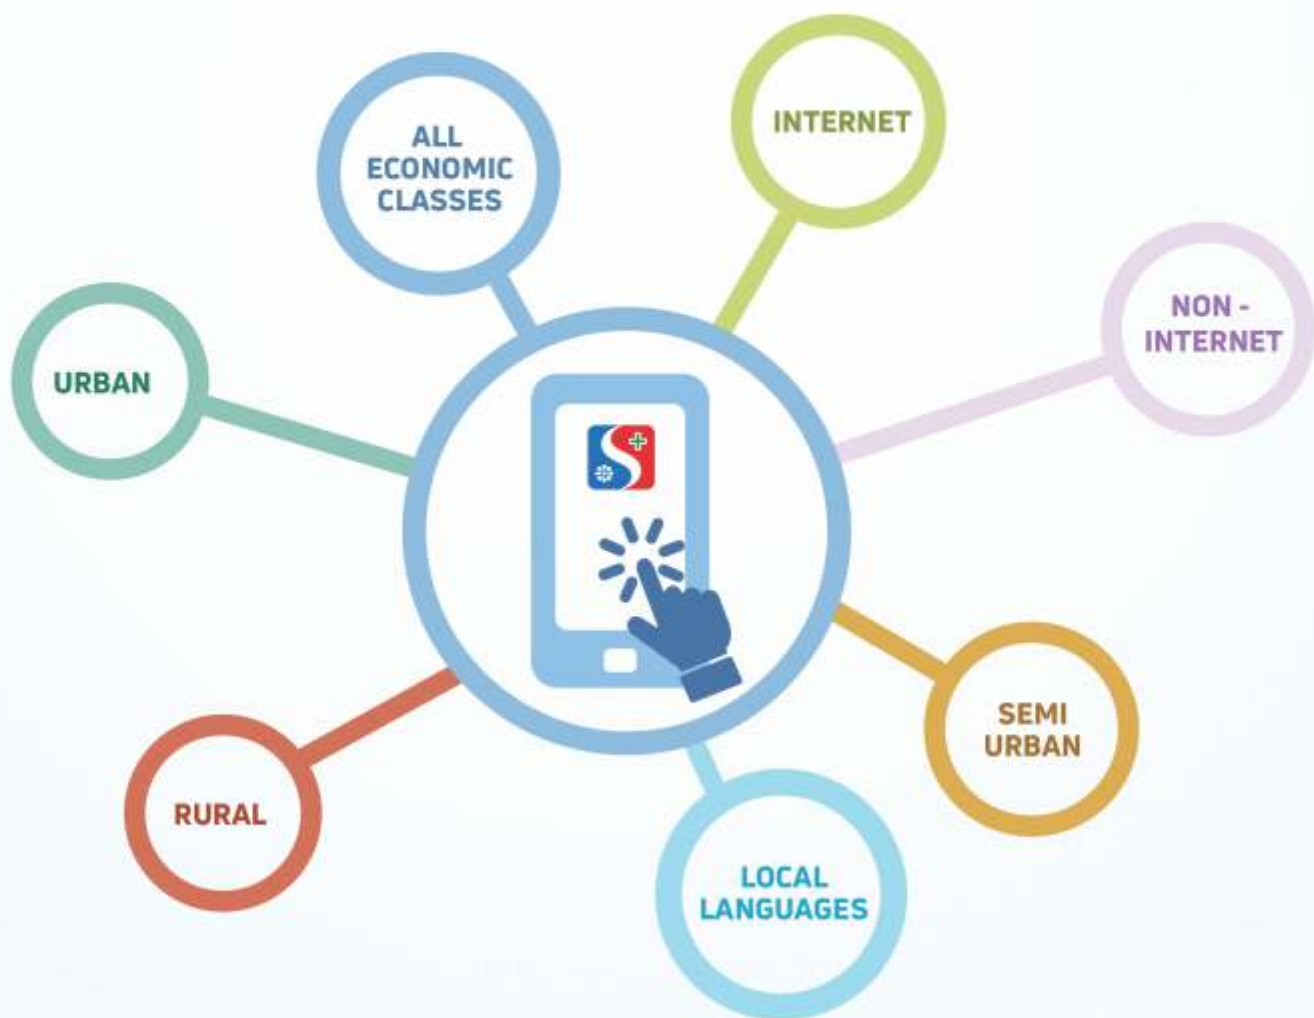 ALL
ECONOMIC
CLASSES
INTERNET
NON -
INTERNET
URBAN
SEMI
URBAN
RURAL
LOCAL
LANGUAGES